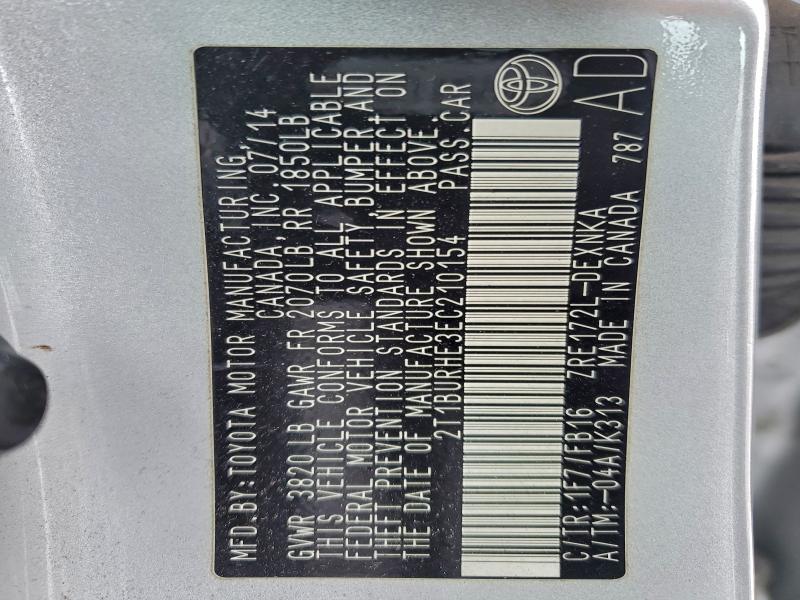 MFD.BY:TOYOTA MOTOR MANUFACTURING,
CANADA, INC. 07/14
GVWR 3820LB GAWR FR 2070LB, RR 1850LB
THIS VEHICLE CONFORMS TO ALL APPLICABLE
FEDERAL MOTOR VEHICLE SAFETY, BUMPER, AND
THEFT PREVENTION STANDARDS IN EFFECT ON
THE DATE OF MANUFACTURE SHOWN ABOVE.
2T1BURHE3EC210154 PASS.CAR
C/TR:1F7/FB16 ZRE172L-DEXNKA
A/TM:-04A/K313 MADE IN CANADA 787 AD